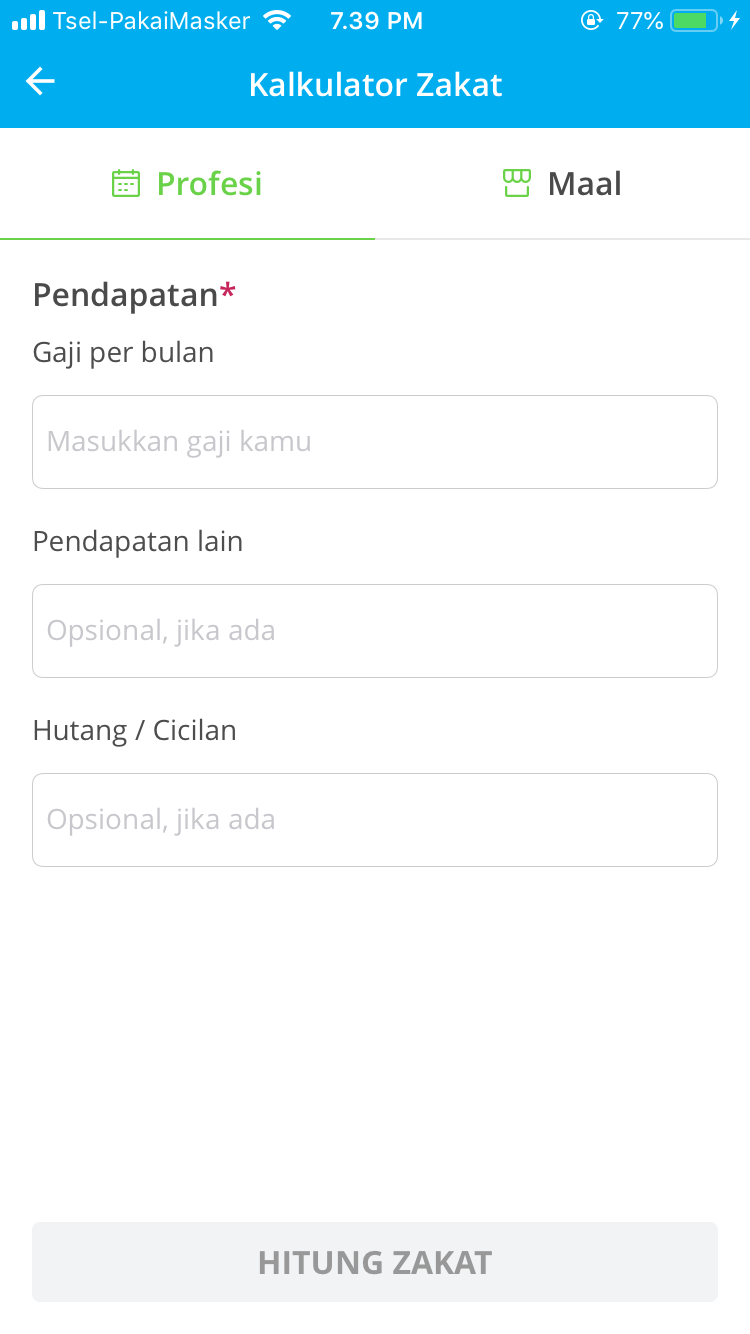 Tsel-PakaiMasker 7.39 PM 77%
Kalkulator Zakat
Profesi Maal
Pendapatan*
Gaji per bulan
Masukkan gaji kamu
Pendapatan lain
Opsional, jika ada
Hutang / Cicilan
Opsional, jika ada
HITUNG ZAKAT